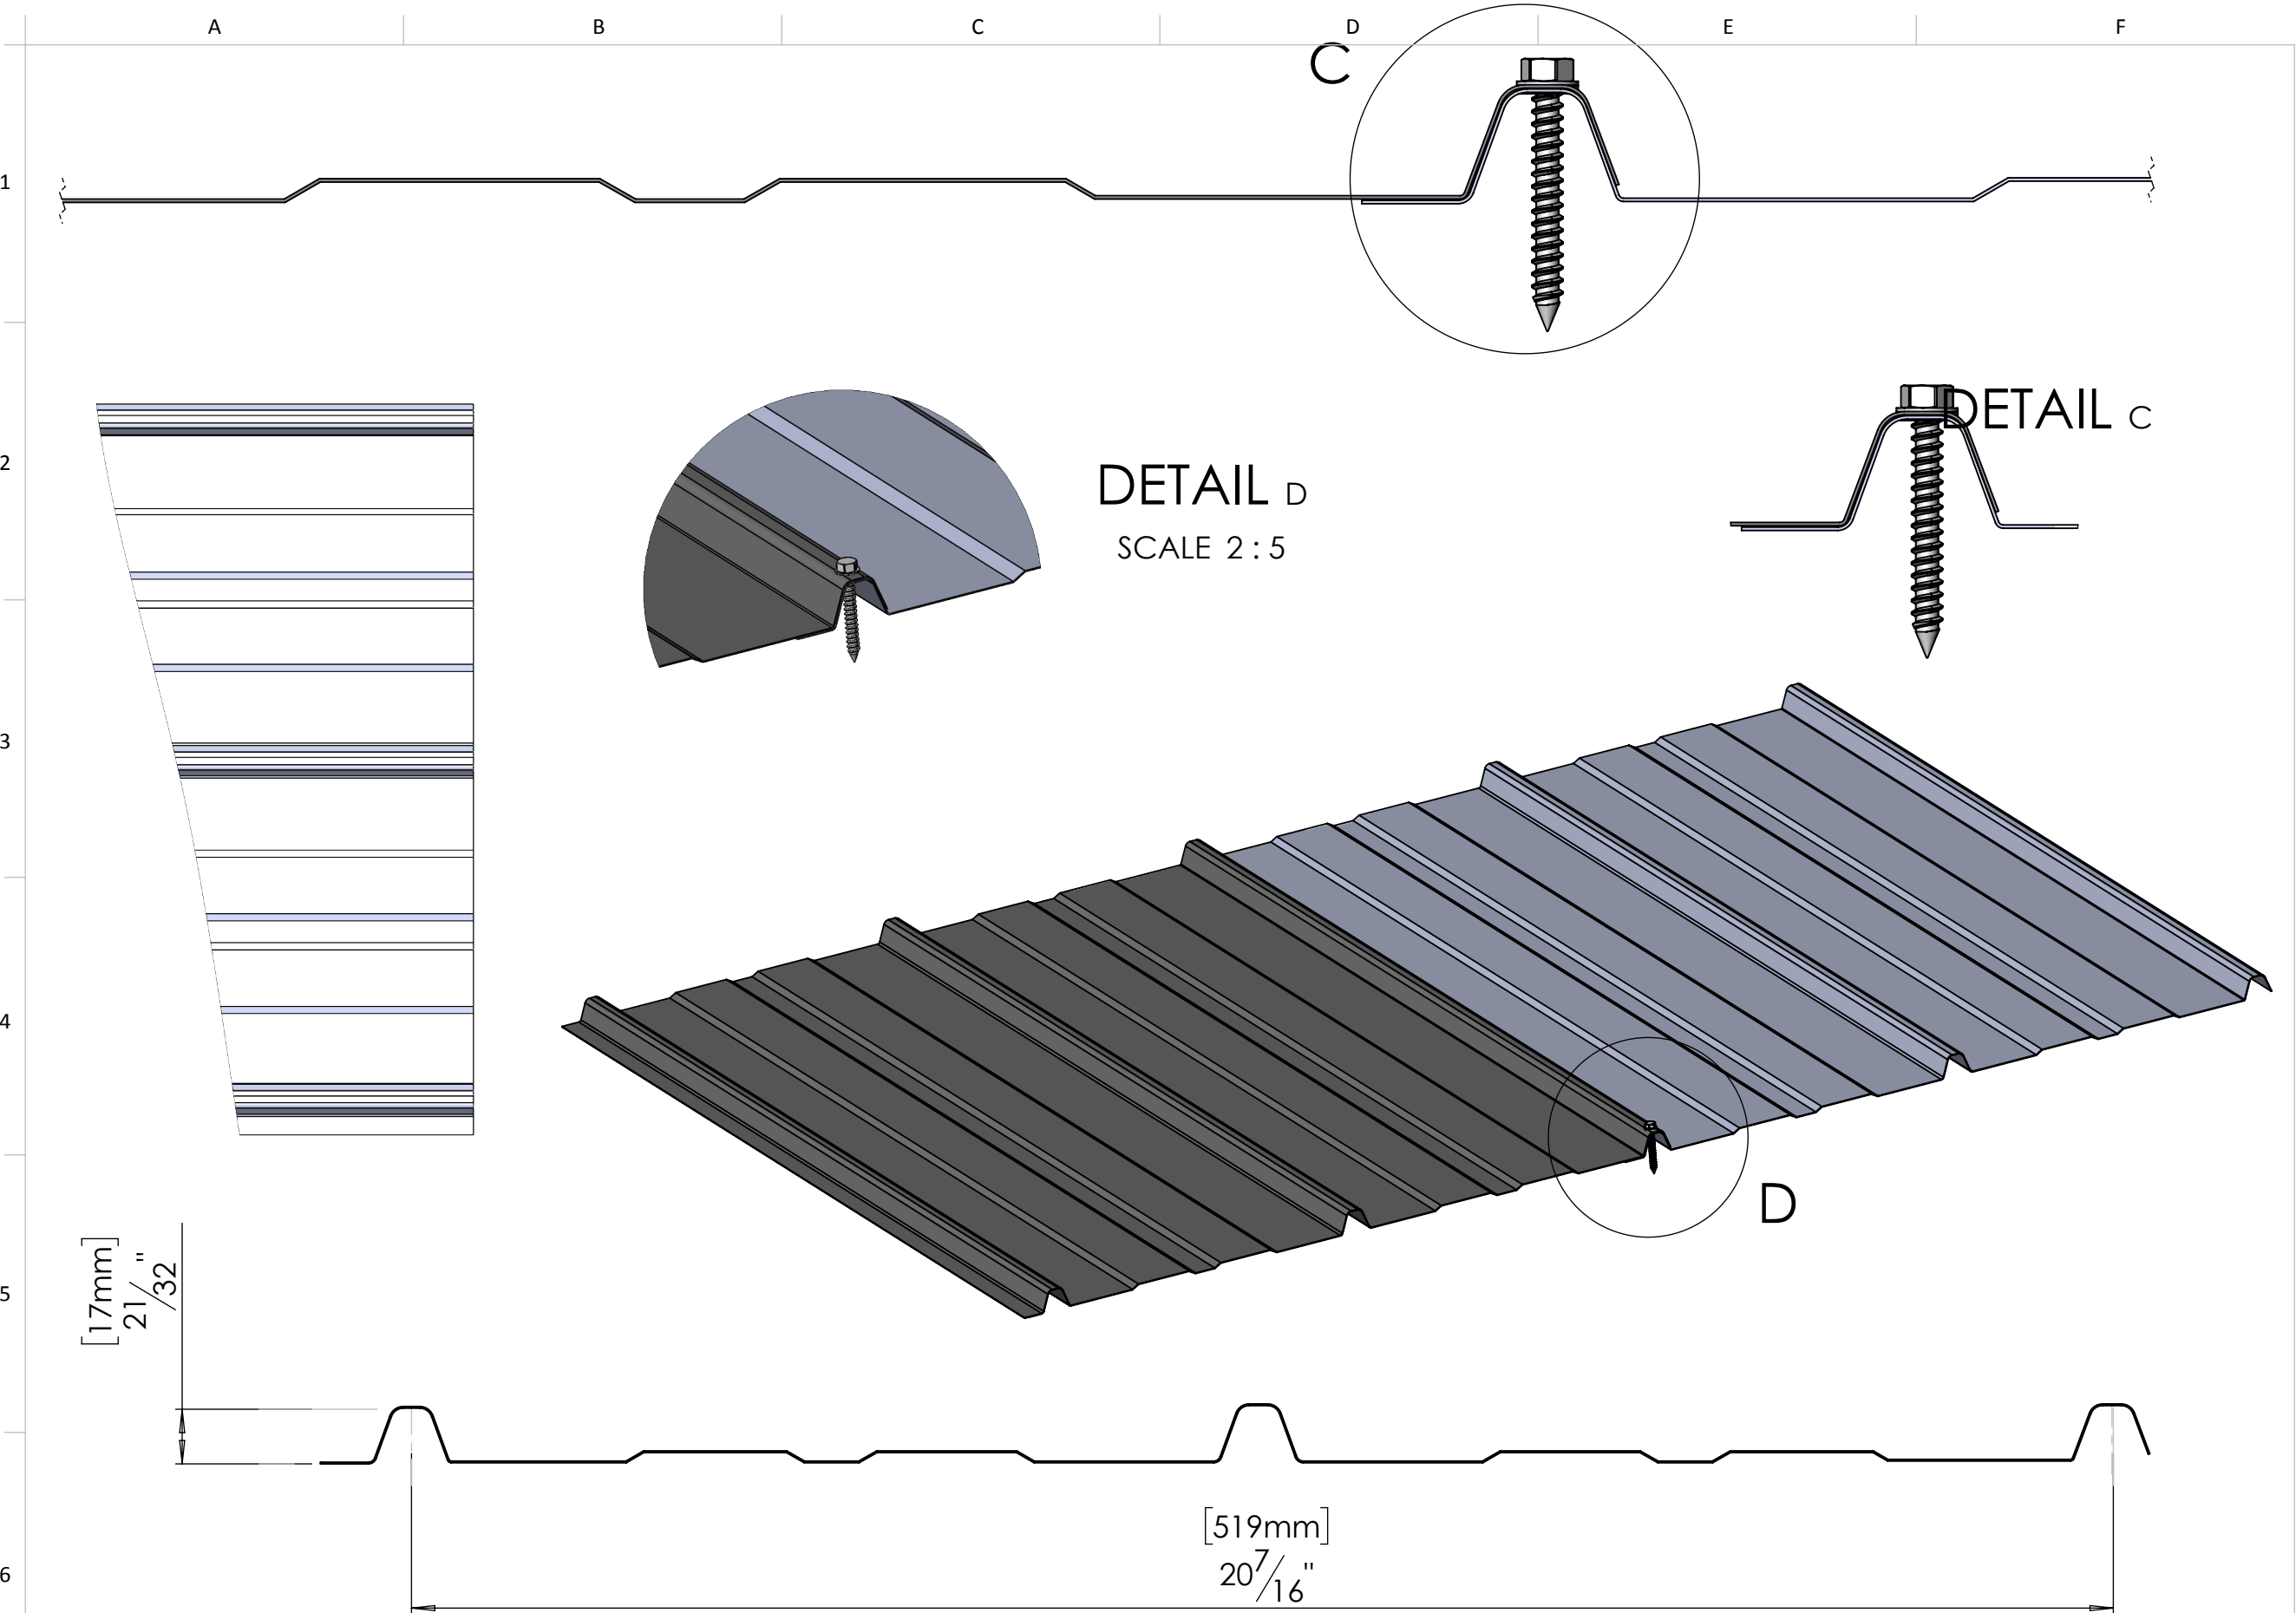 A B C D E F
C
1
DETAIL C
2
DETAIL D
SCALE 2 : 5
3
4
D
[17mm]
21/32"
5
[519mm]
20 7/16"
6